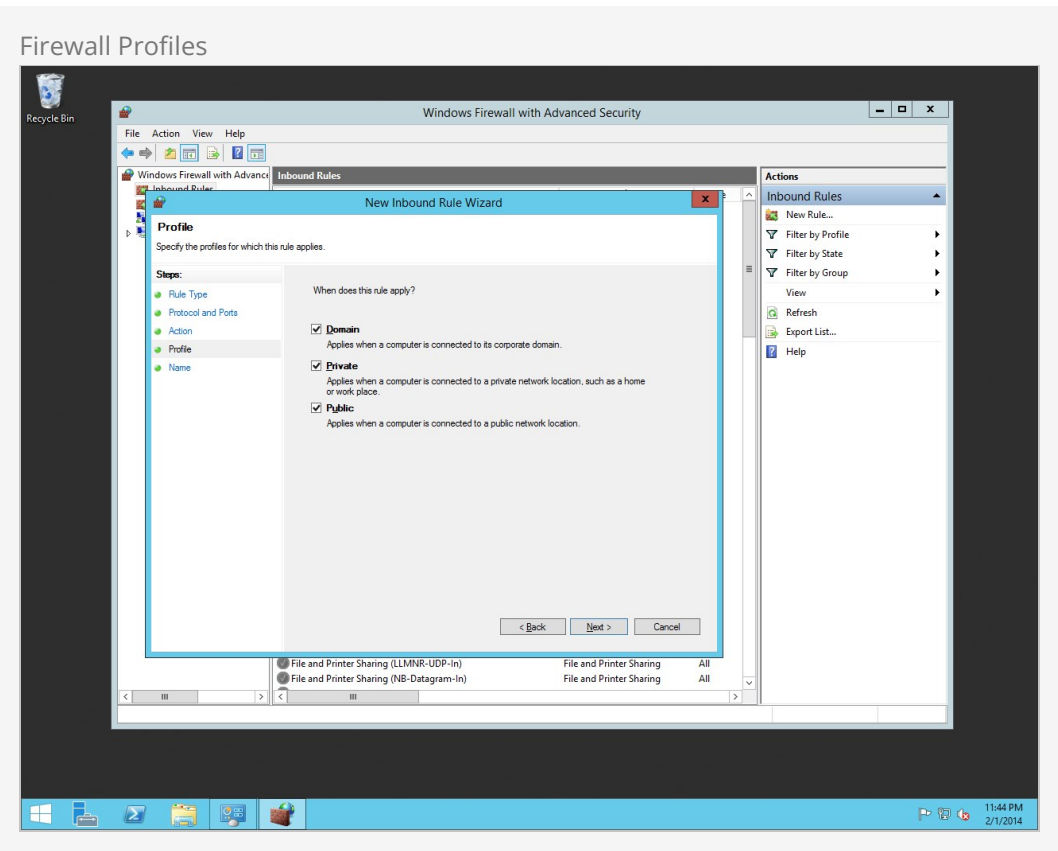 Firewall Profiles
Recycle Bin
Windows Firewall with Advanced Security
File Action View Help
Windows Firewall with Advance
Inbound Rules
Inbound Rules
New Inbound Rule Wizard
Profile
Specify the profiles for which this rule applies.
Steps:
Rule Type
Protocol and Ports
Action
Profile
Name
When does this rule apply?
Domain
Applies when a computer is connected to its corporate domain.
Private
Applies when a computer is connected to a private network location, such as a home
or work place.
Public
Applies when a computer is connected to a public network location.
< Back Next > Cancel
File and Printer Sharing (LLMNR-UDP-In) File and Printer Sharing All
File and Printer Sharing (NB-Datagram-In) File and Printer Sharing All
Actions
Inbound Rules
New Rule...
Filter by Profile
Filter by State
Filter by Group
View
Refresh
Export List...
Help
11:44 PM
2/1/2014